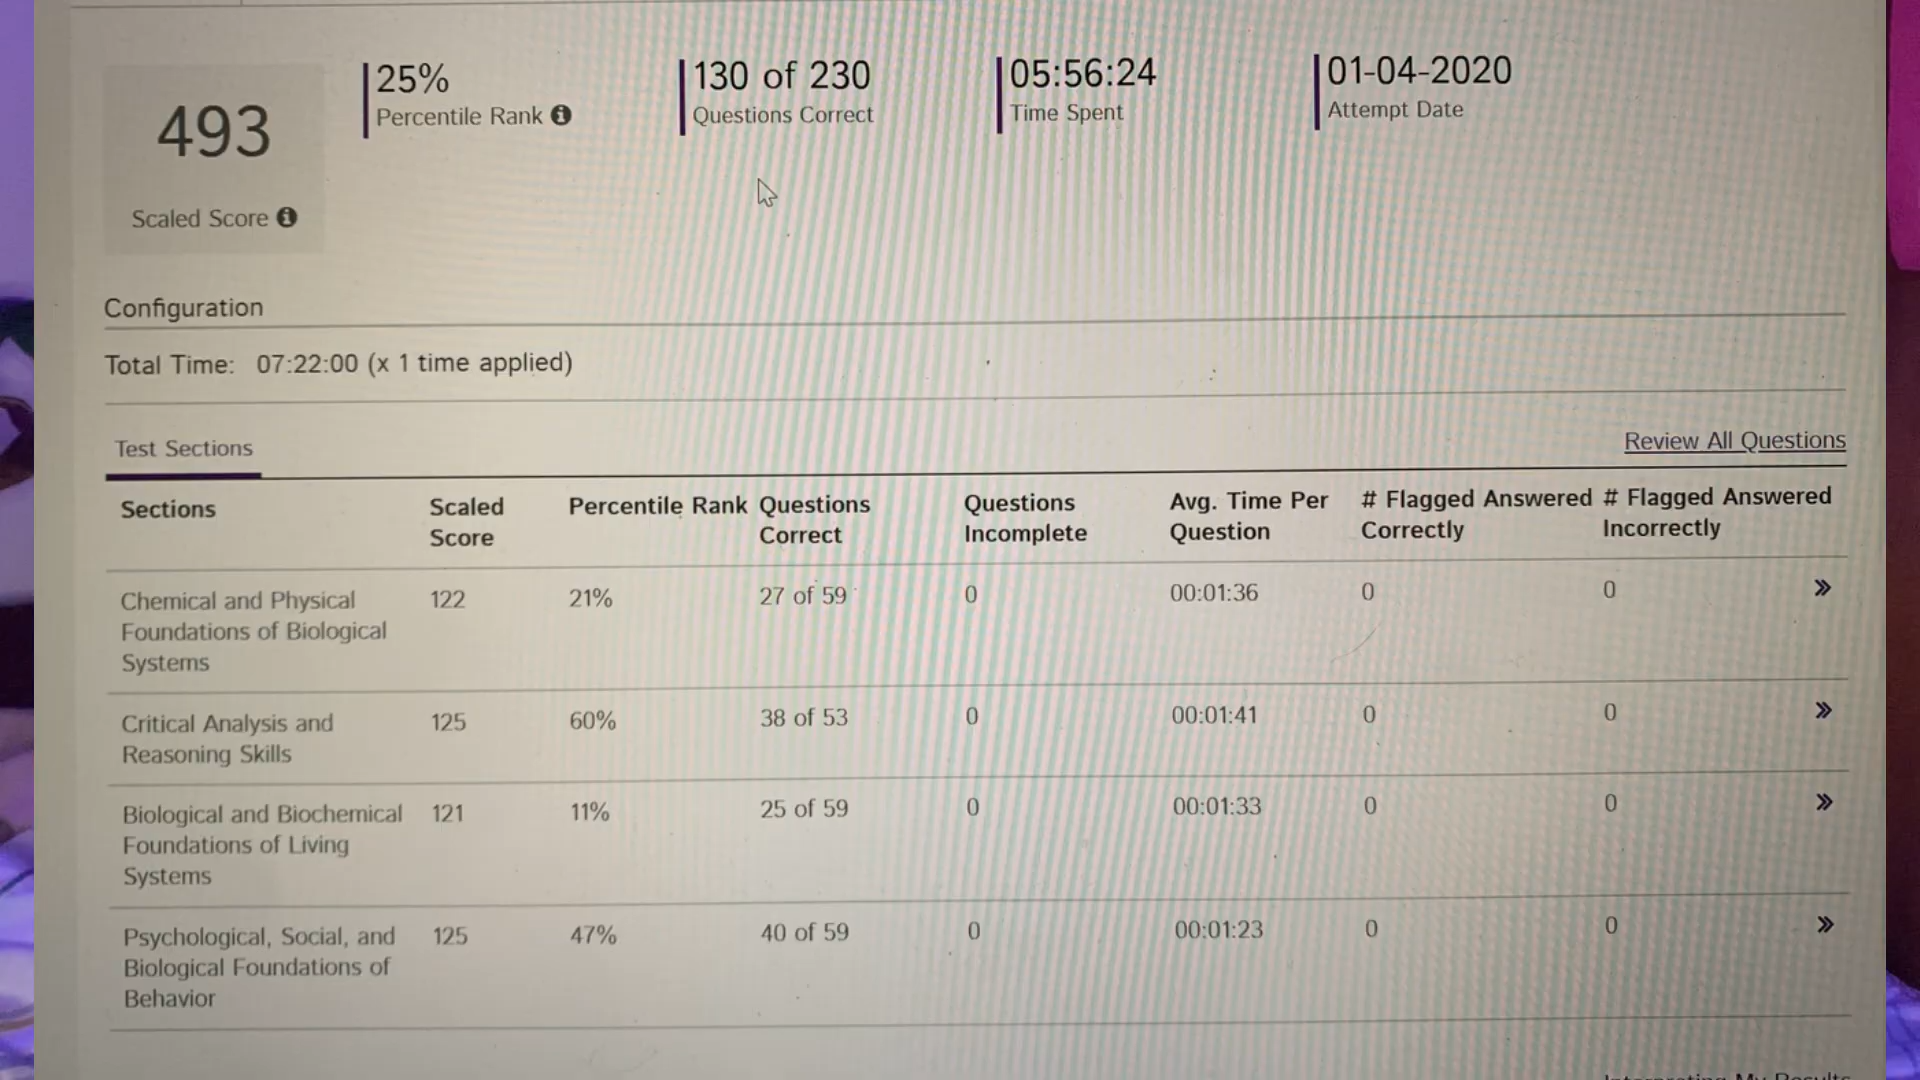 493
Scaled Score
25%
Percentile Rank
130 of 230
Questions Correct
05:56:24
Time Spent
01-04-2020
Attempt Date
Configuration
Total Time: 07:22:00 (x 1 time applied)
Test Sections
Review All Questions
Sections
Scaled
Score
Percentile Rank
Questions
Correct
Questions
Incomplete
Avg. Time Per
Question
# Flagged Answered
Correctly
# Flagged Answered
Incorrectly
Chemical and Physical
Foundations of Biological
Systems
122
21%
27 of 59
0
00:01:36
0
0
»
Critical Analysis and
Reasoning Skills
125
60%
38 of 53
0
00:01:41
0
0
»
Biological and Biochemical
Foundations of Living
Systems
121
11%
25 of 59
0
00:01:33
0
0
»
Psychological, Social, and
Biological Foundations of
Behavior
125
47%
40 of 59
0
00:01:23
0
0
»
Interpreting My Results